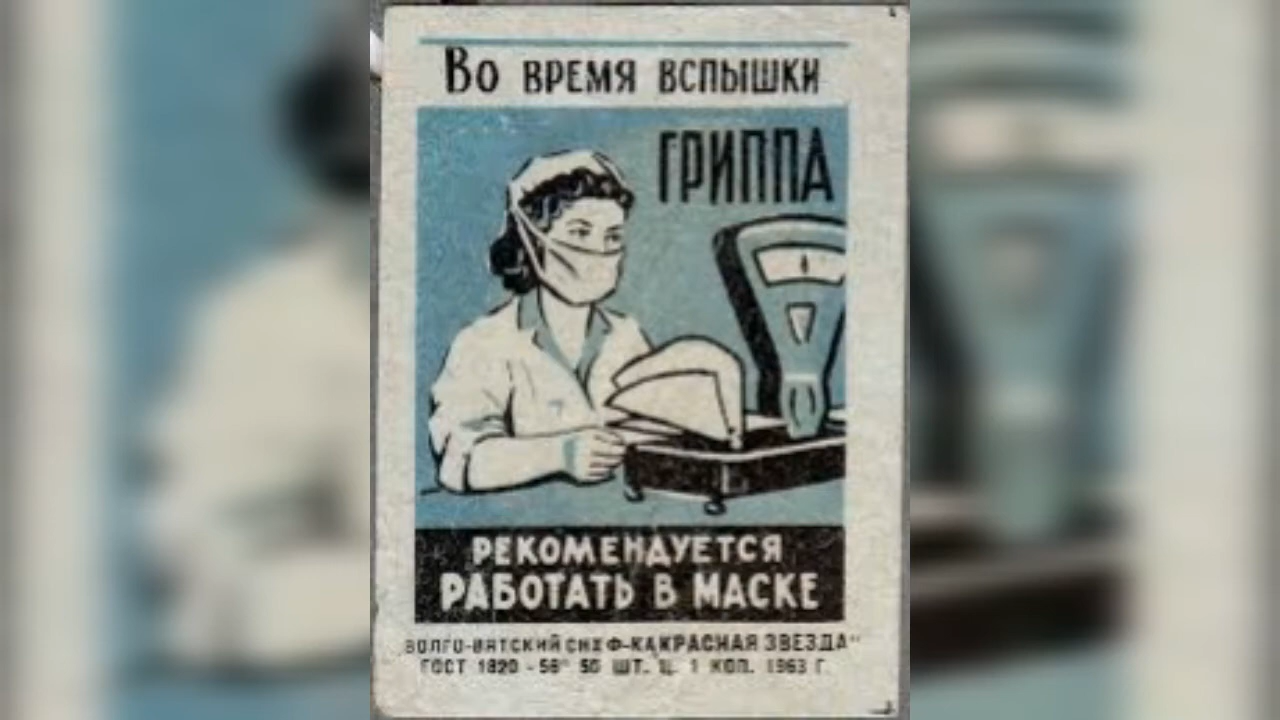 Во время вспышки
гриппа
РЕКОМЕНДУЕТСЯ
РАБОТАТЬ В МАСКЕ
ВОЛГО-ВЯТСКИЙ СНХ Ф-КА „КРАСНАЯ ЗВЕЗДА"
ГОСТ 1820-56 50 ШТ. Ц. 1 КОП. 1963 Г.